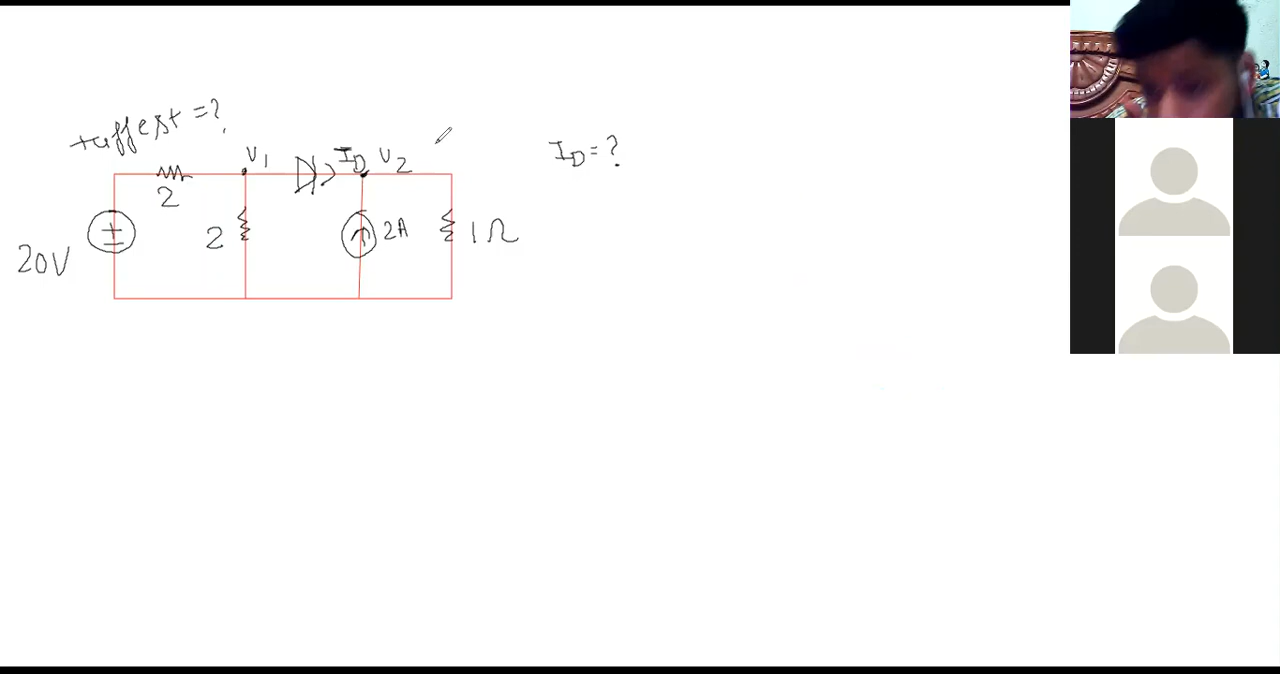 tuffest = ?
V1
ID
V2
ID = ?
2
2
2A
1Ω
20V